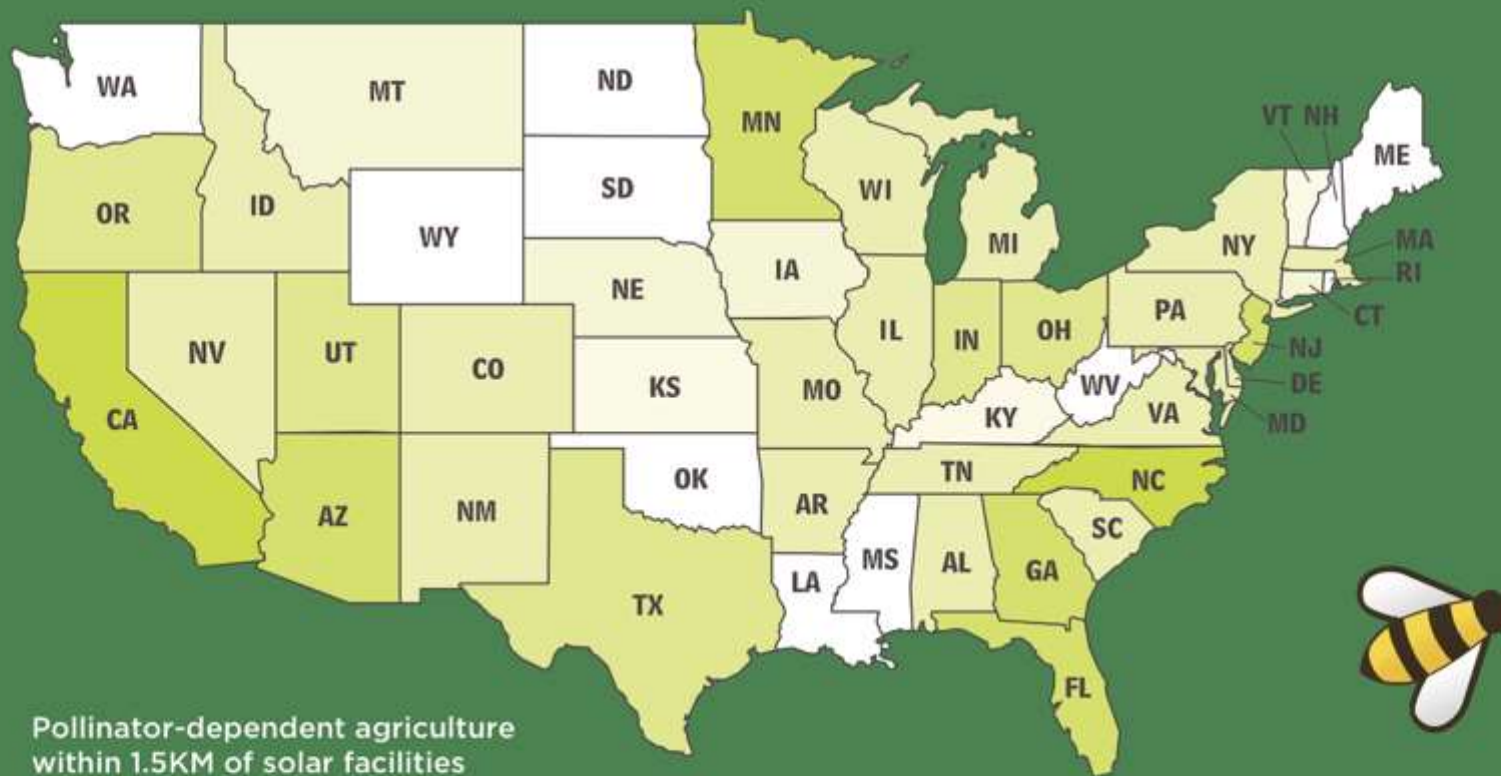 WA
MT
ND
MN
VT NH
ME
OR
ID
SD
WI
WY
MI
NY
MA
RI
IA
NE
CT
PA
NV
UT
CO
IL
IN
OH
NJ
DE
WV
KS
MO
KY
VA
MD
CA
TN
NC
OK
AZ
NM
AR
SC
MS
AL
GA
LA
TX
FL
Pollinator-dependent agriculture
within 1.5KM of solar facilities